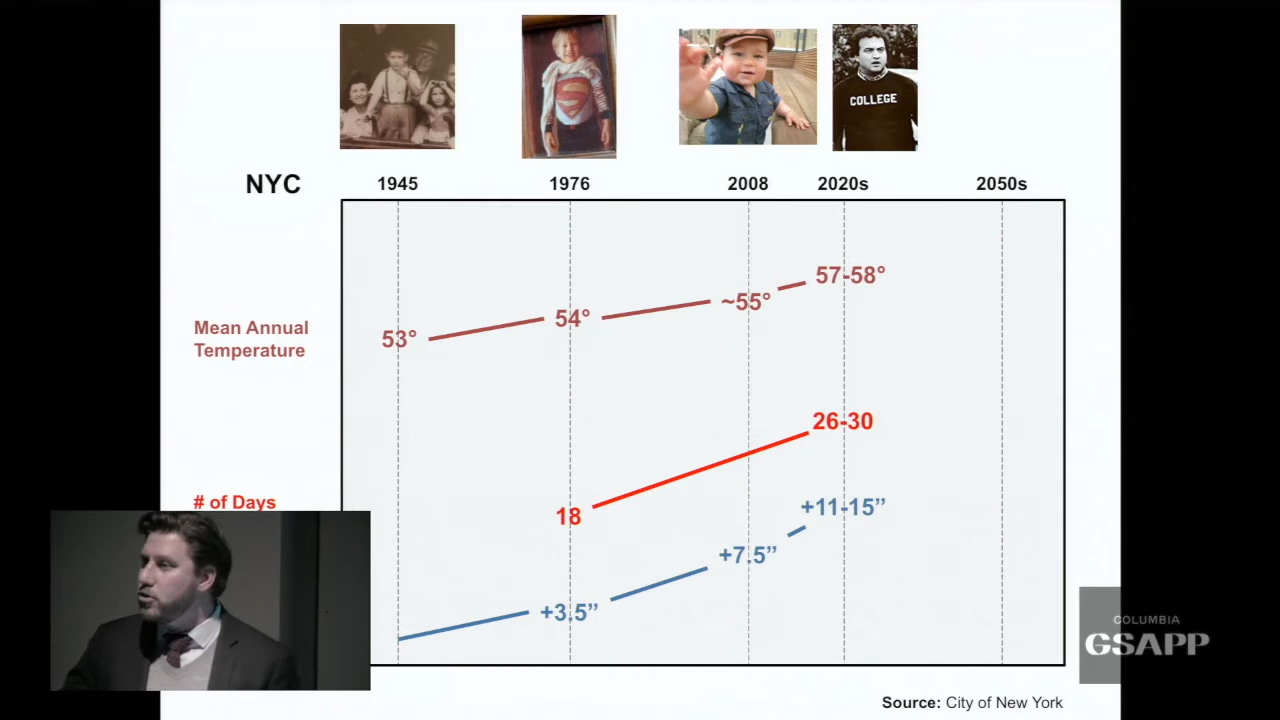 COLLEGE
NYC
1945
1976
2008
2020s
2050s
Mean Annual
Temperature
53°
54°
~55°
57-58°
# of Days
18
26-30
+3.5”
+7.5”
+11-15”
COLUMBIA
GSAPP
Source: City of New York